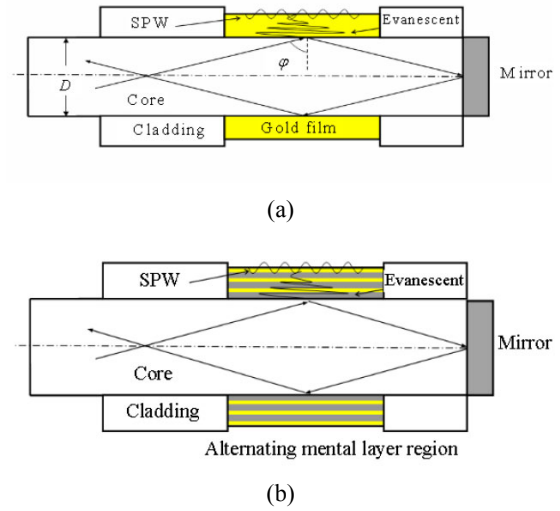 SPW
Evanescent
φ
D
Mirror
Core
Cladding
Gold film
(a)
SPW
Evanescent
Mirror
Core
Cladding
Alternating mental layer region
(b)